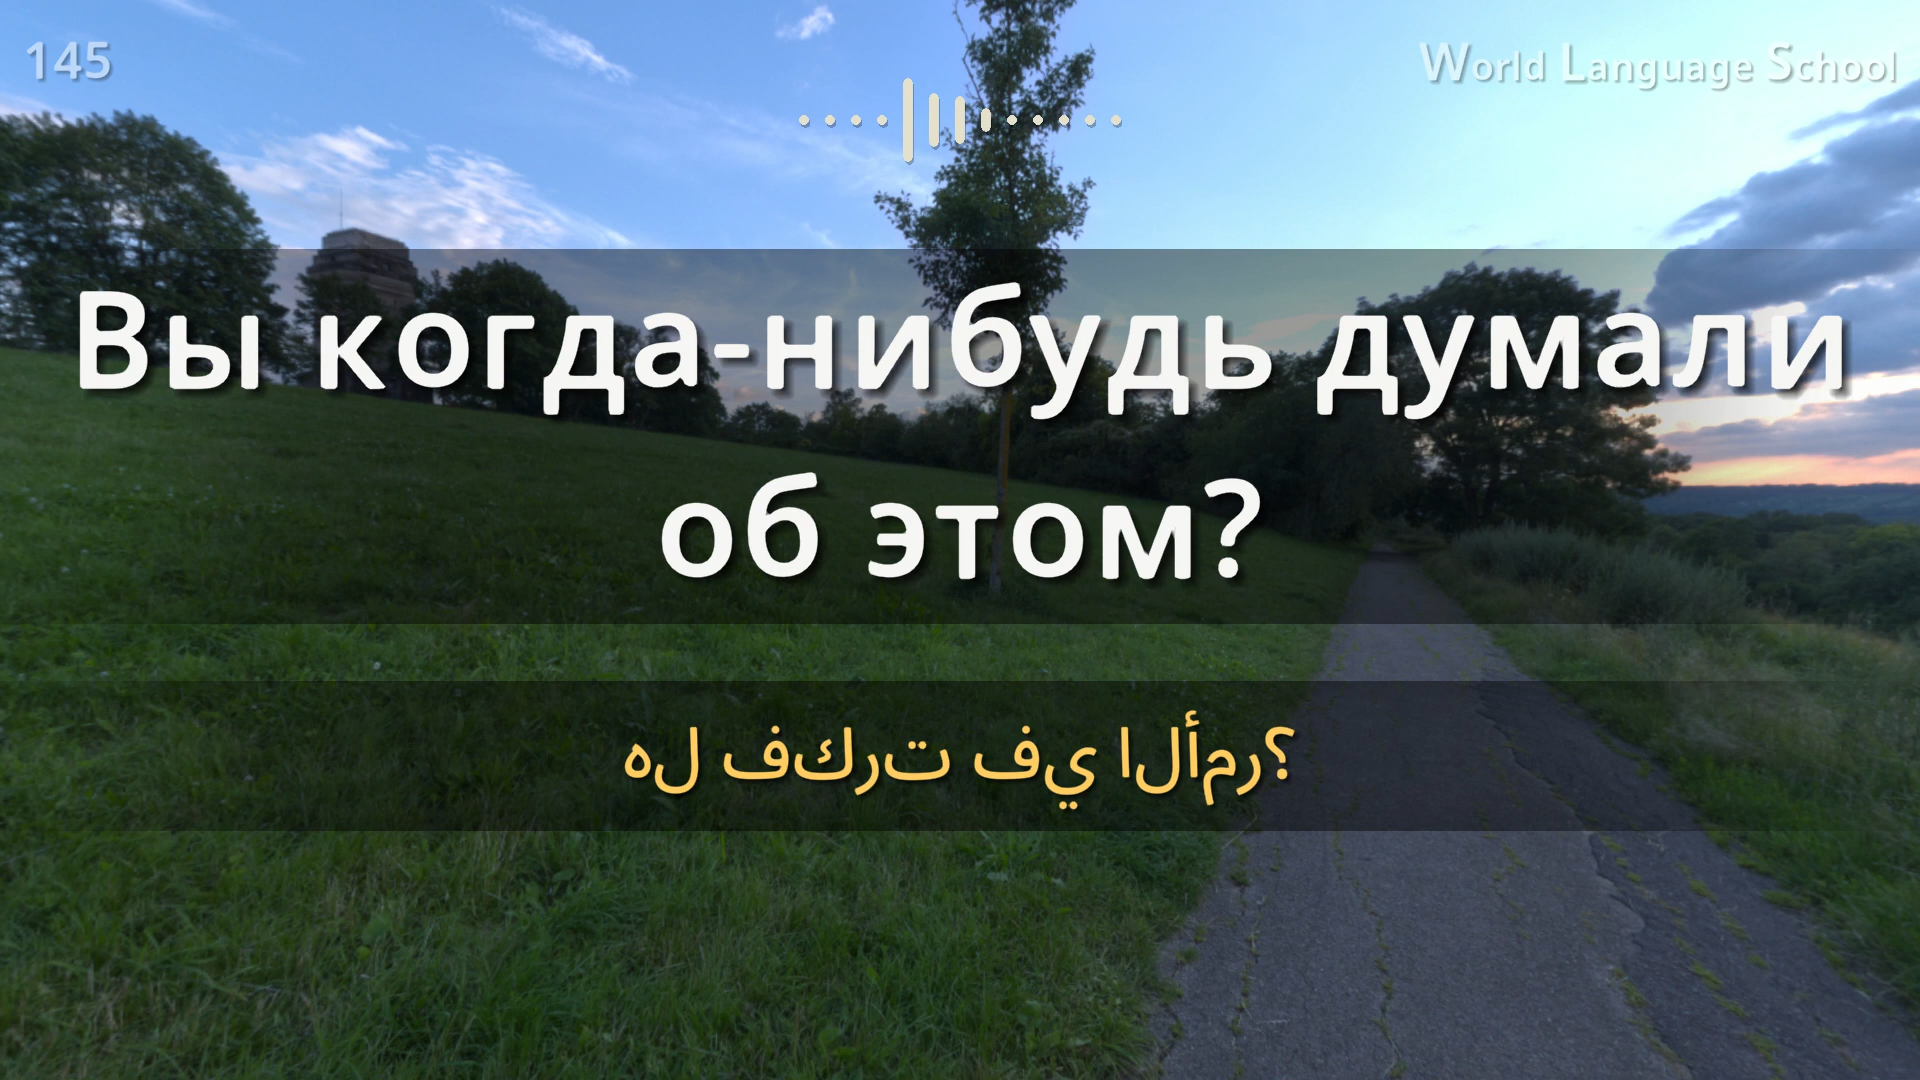 145
World Language School
Вы когда-нибудь думали
об этом?
هل فكرت في الأمر؟